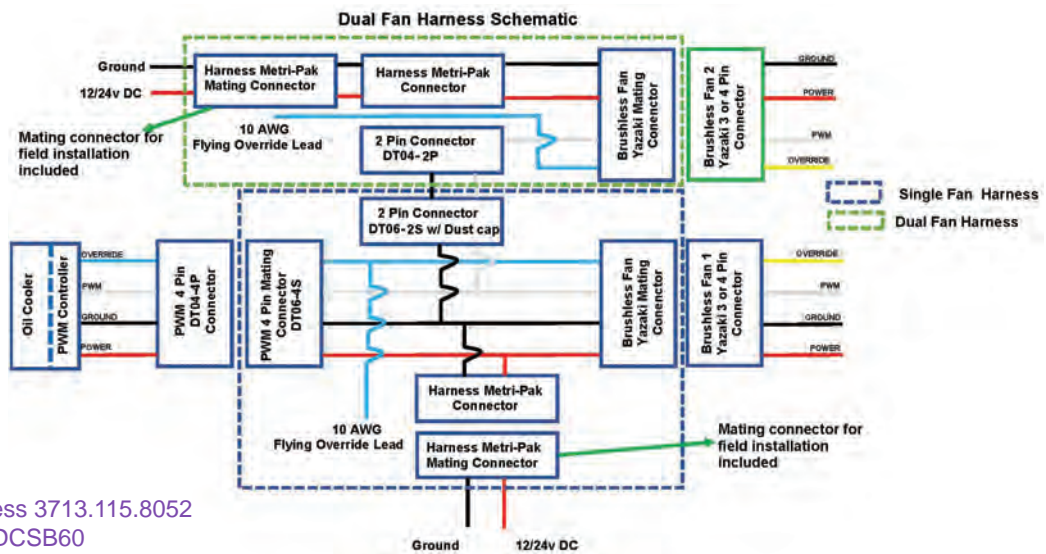 Dual Fan Harness Schematic
Ground
12/24v DC
Harness Metri-Pak
Mating Connector
Harness Metri-Pak
Connector
Brushless Fan
Yazaki Mating
Conenctor
Brushless Fan 2
Yazaki 3 or 4 Pin
Connector
GROUND
POWER
PWM
OVERRIDE
Mating connector for
field installation
included
10 AWG
Flying Override Lead
2 Pin Connector
DT04-2P
Single Fan Harness
Dual Fan Harness
2 Pin Connector
DT06-2S w/ Dust cap
Oil Cooler
PWM Controller
OVERRIDE
PWM
GROUND
POWER
PWM 4 Pin
DT04-4P
Connector
PWM 4 Pin Mating
Connector
DT06-4S
Brushless Fan
Yazaki Mating
Conenctor
Brushless Fan 1
Yazaki 3 or 4 Pin
Connector
OVERRIDE
PWM
GROUND
POWER
Harness Metri-Pak
Connector
10 AWG
Flying Override Lead
Harness Metri-Pak
Mating Connector
Mating connector for
field installation
included
ess 3713.115.8052
DCSB60
Ground
12/24v DC